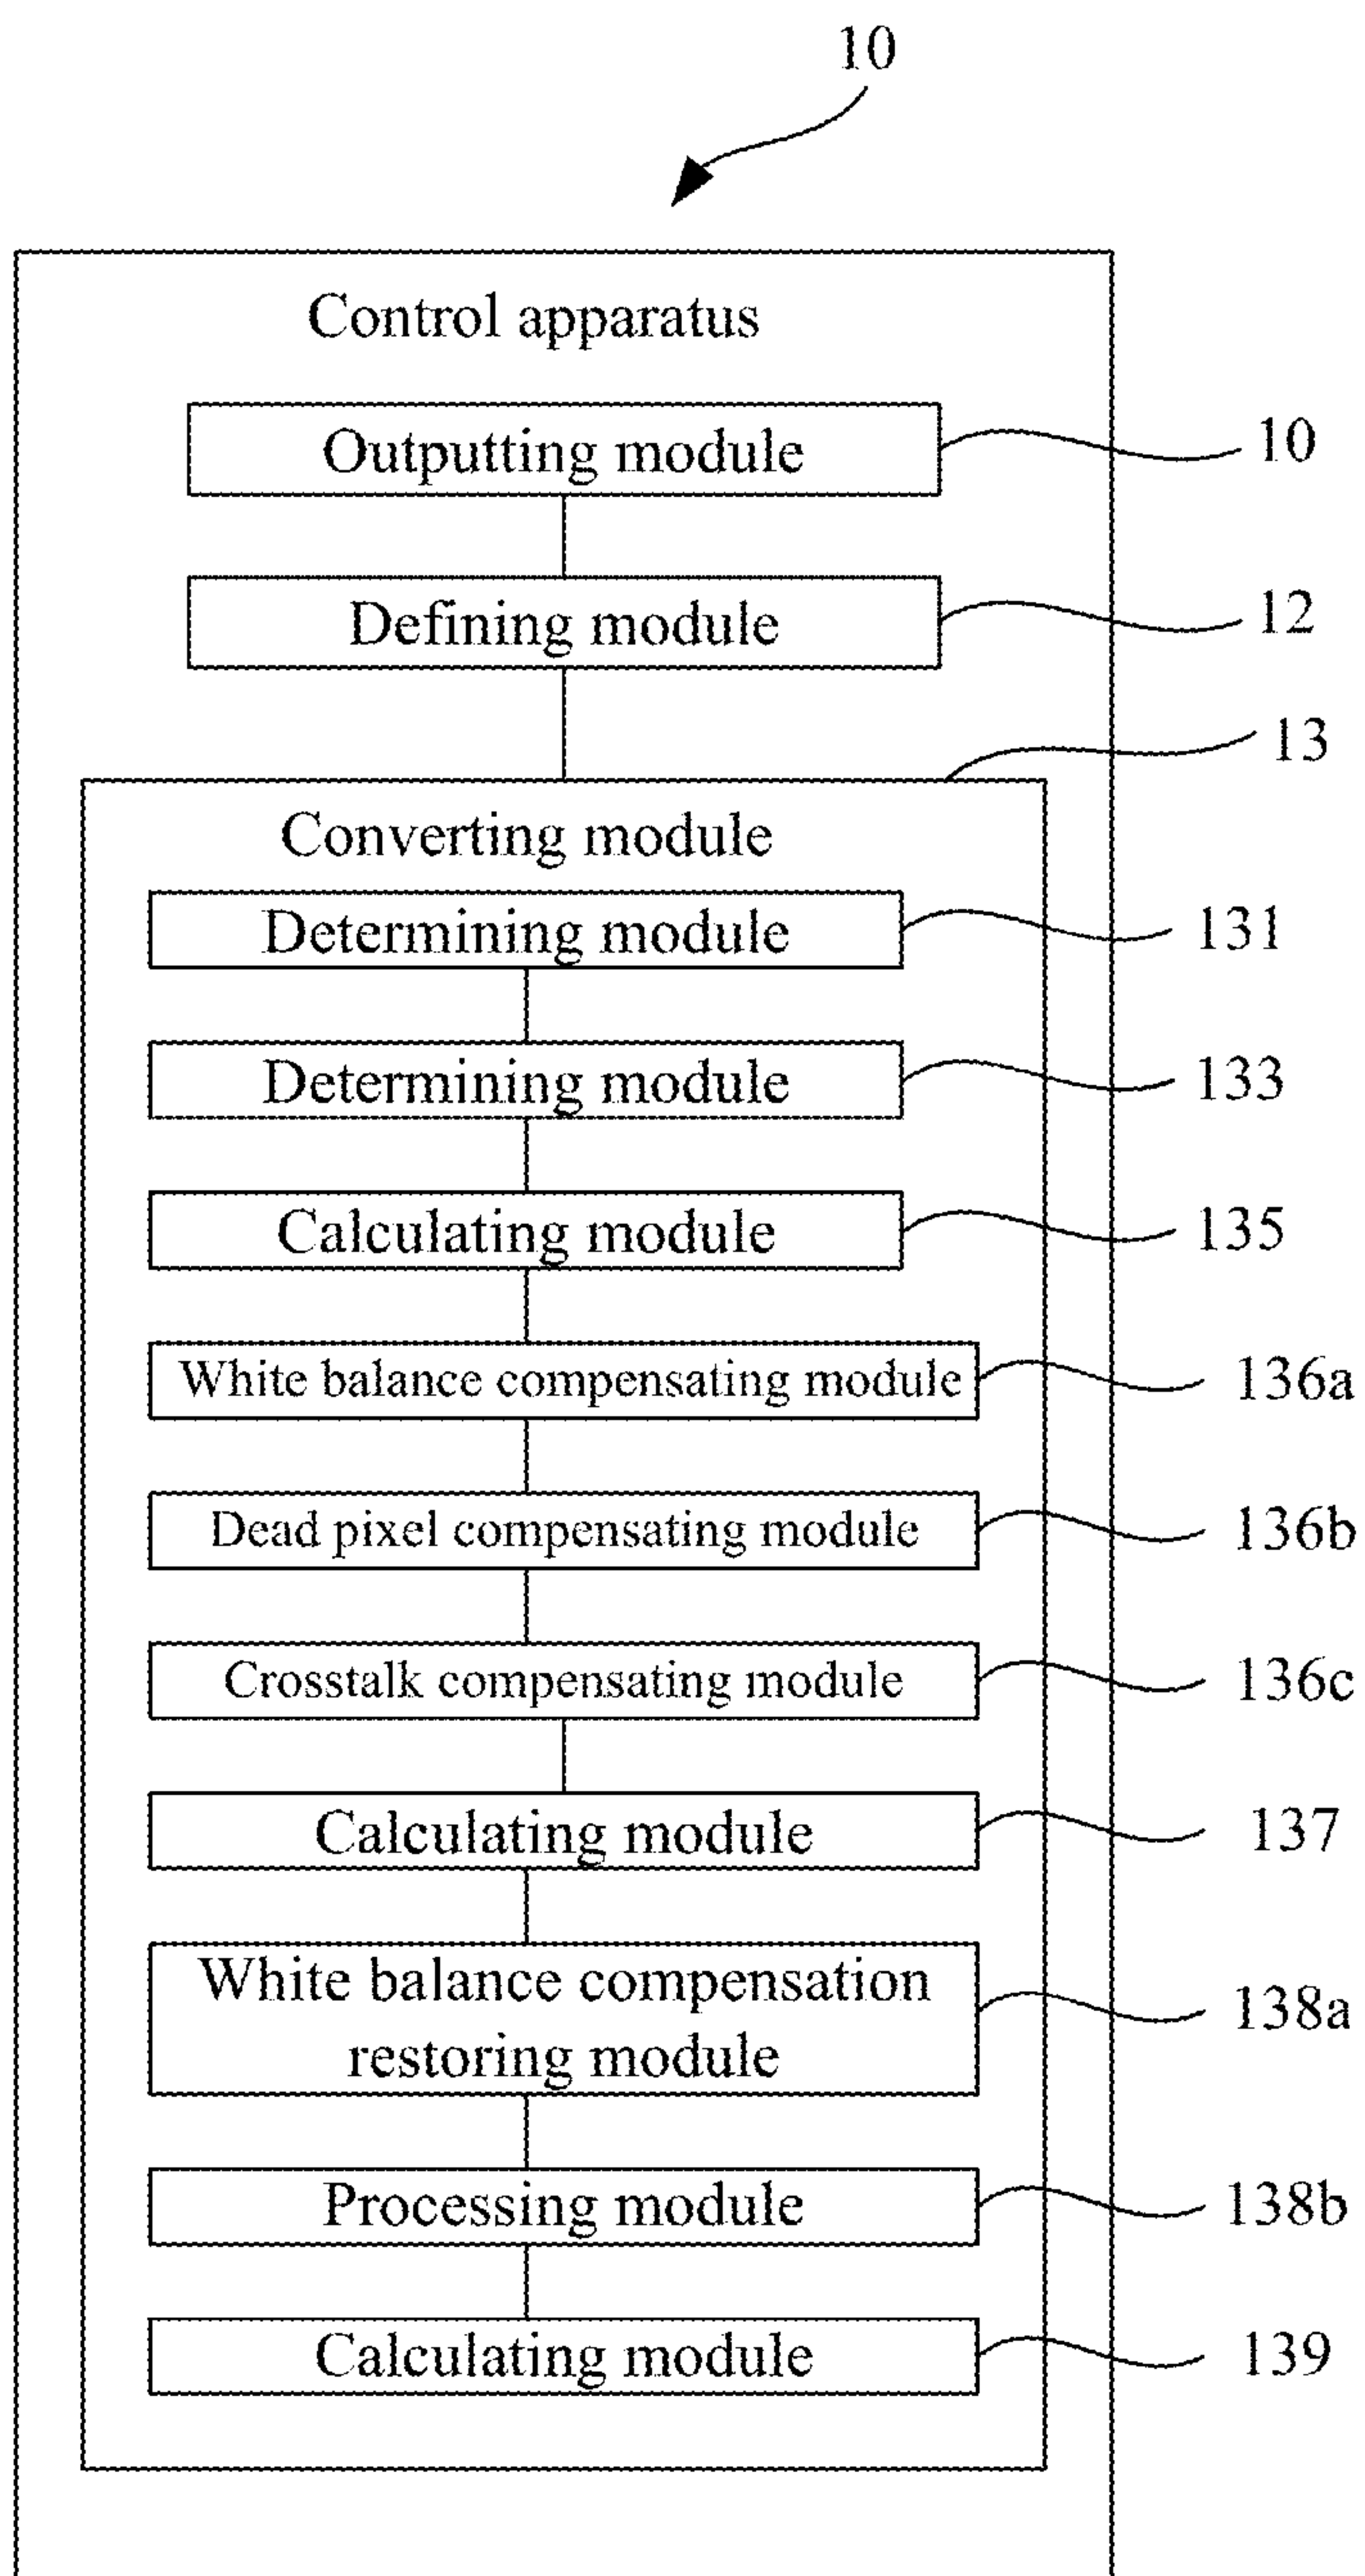 10
Control apparatus
Outputting module
10
Defining module
12
13
Converting module
Determining module
131
Determining module
133
Calculating module
135
White balance compensating module
136a
Dead pixel compensating module
136b
Crosstalk compensating module
136c
Calculating module
137
White balance compensation
restoring module
138a
Processing module
138b
Calculating module
139